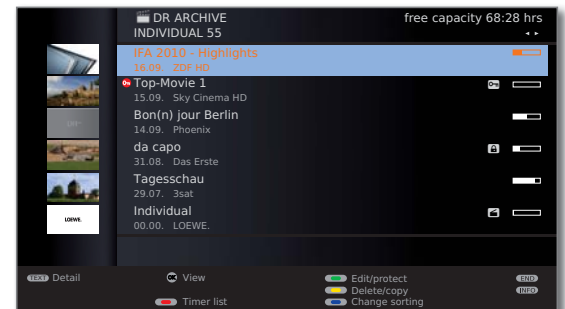 DR ARCHIVE free capacity 68:28 hrs
INDIVIDUAL 55
IFA 2010 - Highlights
16.09. ZDF HD
Top-Movie 1
15.09. Sky Cinema HD
Bon(n) jour Berlin
14.09. Phoenix
da capo
31.08. Das Erste
Tagesschau
29.07. 3sat
LOEWE. Individual
00.00. LOEWE.
TEXT Detail OK View Edit/protect END
Delete/copy INFO
Timer list Change sorting